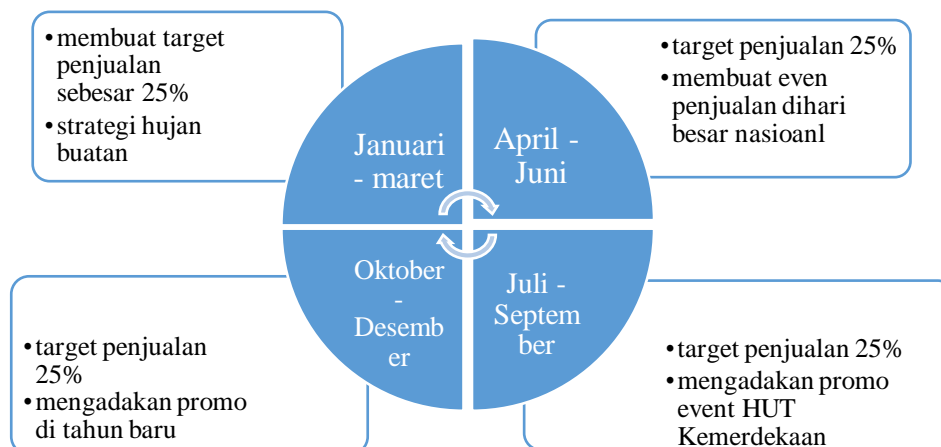 •membuat target
penjualan
sebesar 25%
•strategi hujan
buatan
Januari
- maret
April -
Juni
•target penjualan 25%
•membuat even
penjualan dihari
besar nasioanl
•target penjualan
25%
•mengadakan promo
di tahun baru
Oktober
-
Desemb
er
Juli -
Septem
ber
•target penjualan 25%
•mengadakan promo
event HUT
Kemerdekaan